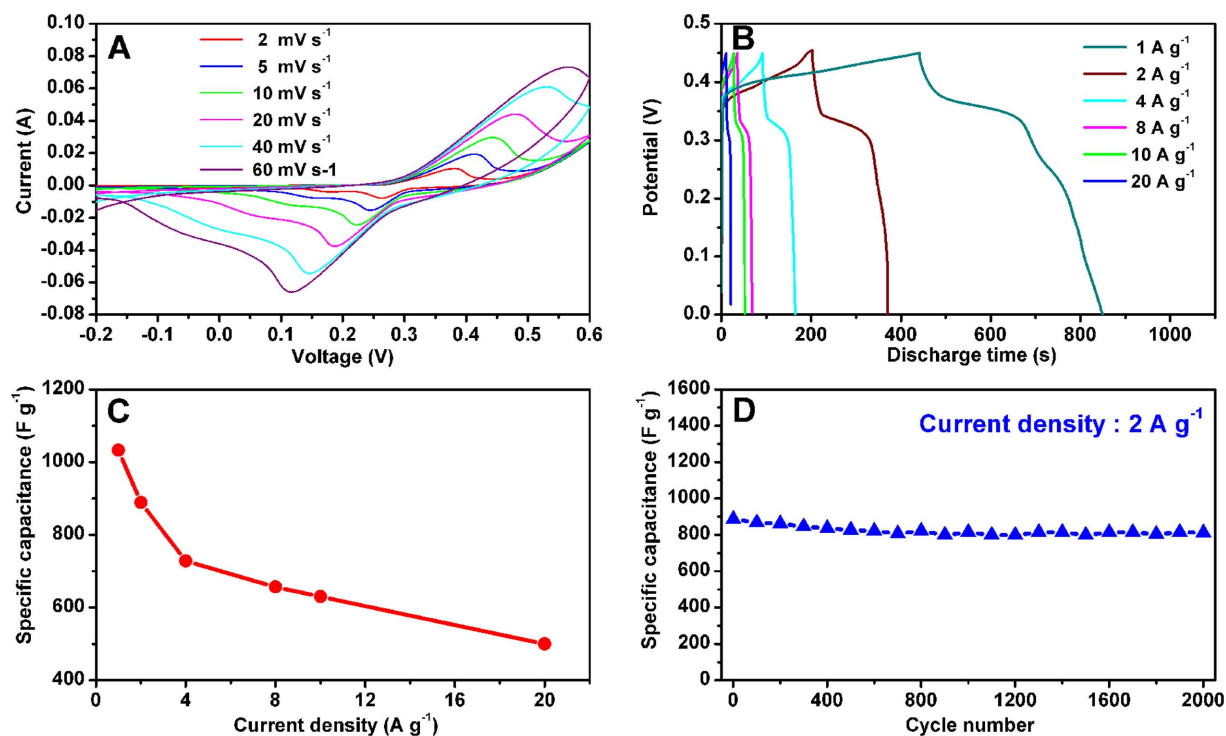 A
2 mV s⁻¹
5 mV s⁻¹
10 mV s⁻¹
20 mV s⁻¹
40 mV s⁻¹
60 mV s-1
Current (A)
0.10
0.08
0.06
0.04
0.02
0.00
-0.02
-0.04
-0.06
-0.08
-0.2 -0.1 0.0 0.1 0.2 0.3 0.4 0.5 0.6
Voltage (V)
B
1 A g⁻¹
2 A g⁻¹
4 A g⁻¹
8 A g⁻¹
10 A g⁻¹
20 A g⁻¹
Potential (V)
0.5
0.4
0.3
0.2
0.1
0.0
0 200 400 600 800 1000
Discharge time (s)
C
Specific capacitance (F g⁻¹)
1200
1000
800
600
400
0 4 8 12 16 20
Current density (A g⁻¹)
D
Current density : 2 A g⁻¹
Specific capacitance (F g⁻¹)
1600
1400
1200
1000
800
600
400
200
0
0 400 800 1200 1600 2000
Cycle number